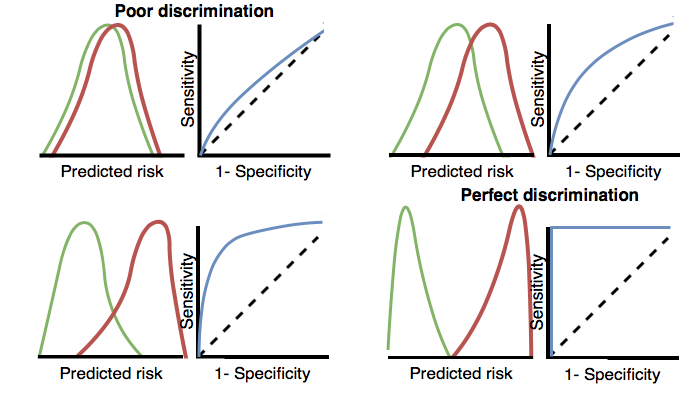 Poor discrimination
Sensitivity
Predicted risk
1- Specificity
Sensitivity
Predicted risk
1- Specificity
Perfect discrimination
Sensitivity
Predicted risk
1- Specificity
Sensitivity
Predicted risk
1- Specificity